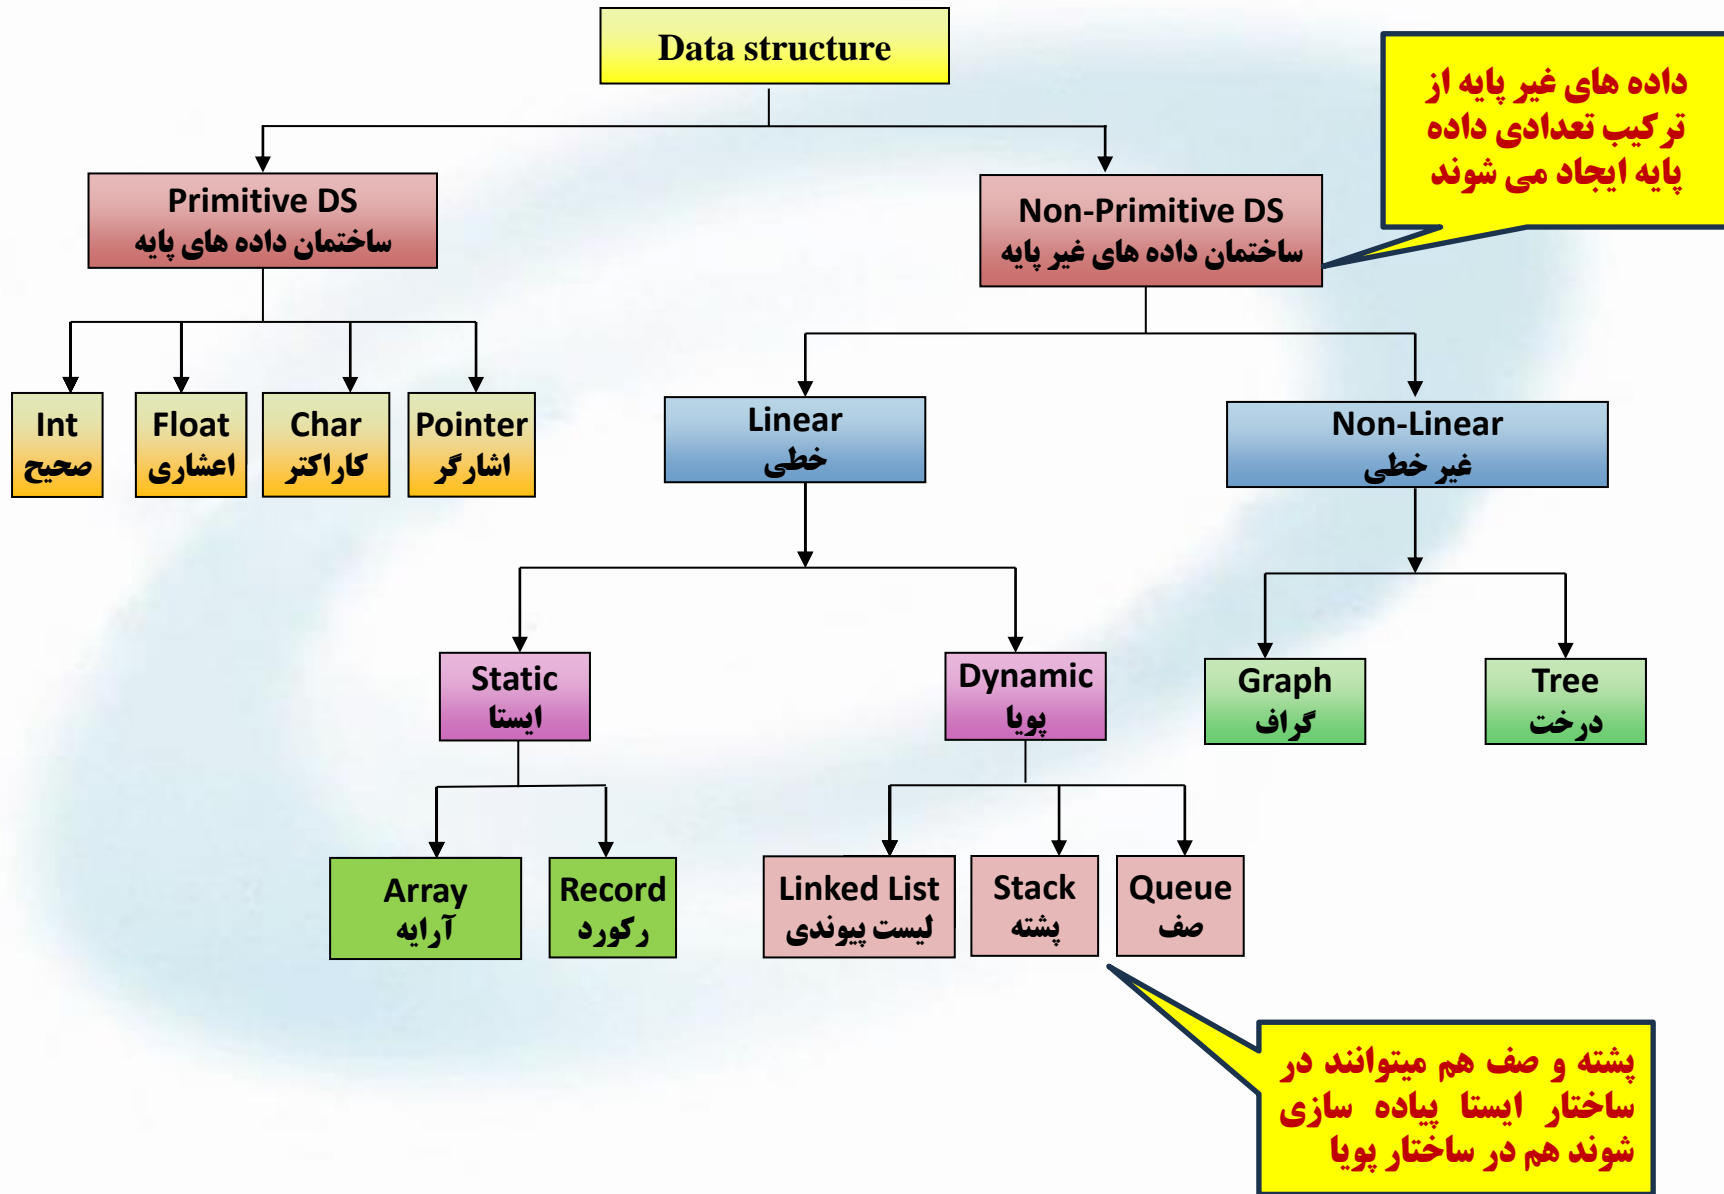 Data structure
داده های غیر پایه از
ترکیب تعدادی داده
پایه ایجاد می شوند
Primitive DS
ساختمان داده های پایه
Non-Primitive DS
ساختمان داده های غیر پایه
Int
صحیح
Float
اعشاری
Char
کاراکتر
Pointer
اشارگر
Linear
خطی
Non-Linear
غیر خطی
Static
ایستا
Dynamic
پویا
Graph
گراف
Tree
درخت
Array
آرایه
Record
رکورد
Linked List
لیست پیوندی
Stack
پشته
Queue
صف
پشته و صف هم میتوانند در
ساختار ایستا پیاده سازی
شوند هم در ساختار پویا